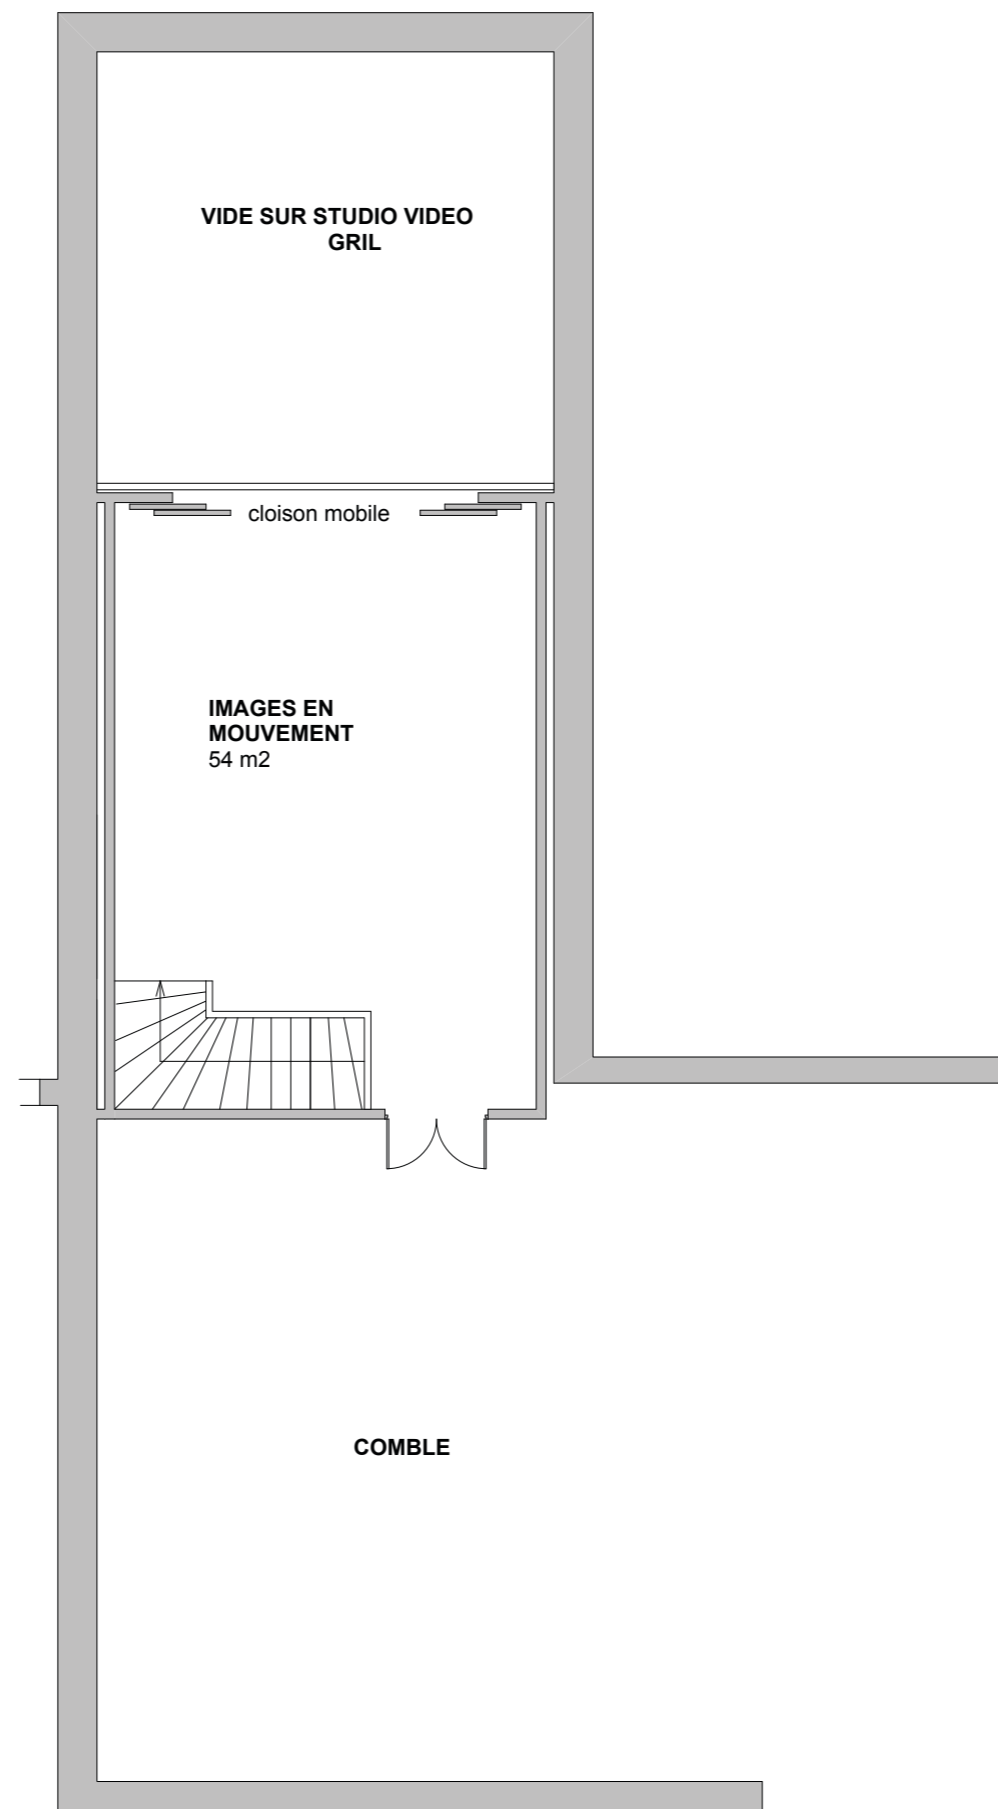 VIDE SUR STUDIO VIDEO
GRIL
cloison mobile
IMAGES EN
MOUVEMENT
54 m2
COMBLE